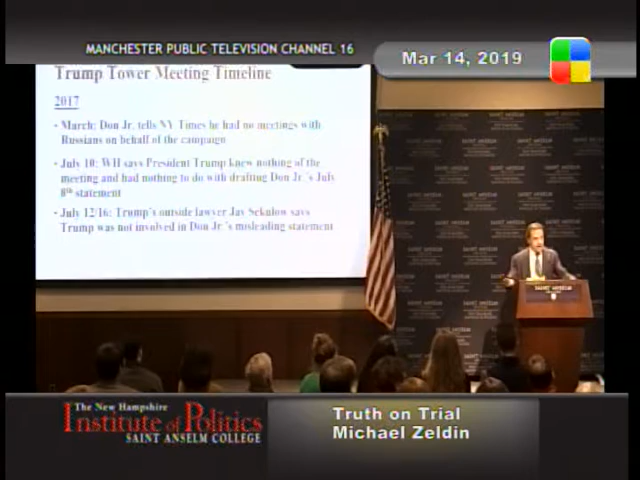 MANCHESTER PUBLIC TELEVISION CHANNEL 16
Mar 14, 2019
Trump Tower Meeting Timeline
2017
• March: Don Jr. tells NY Times he had no meetings with
Russians on behalf of the campaign
• July 10: WH says President Trump knew nothing of the
meeting and had nothing to do with drafting Don Jr.'s July
8th statement
• July 12/16: Trump's outside lawyer Jay Sekulow says
Trump was not involved in Don Jr.'s misleading statement
SAINT ANSELM
The New Hampshire
Institute of Politics
SAINT ANSELM COLLEGE
Truth on Trial
Michael Zeldin